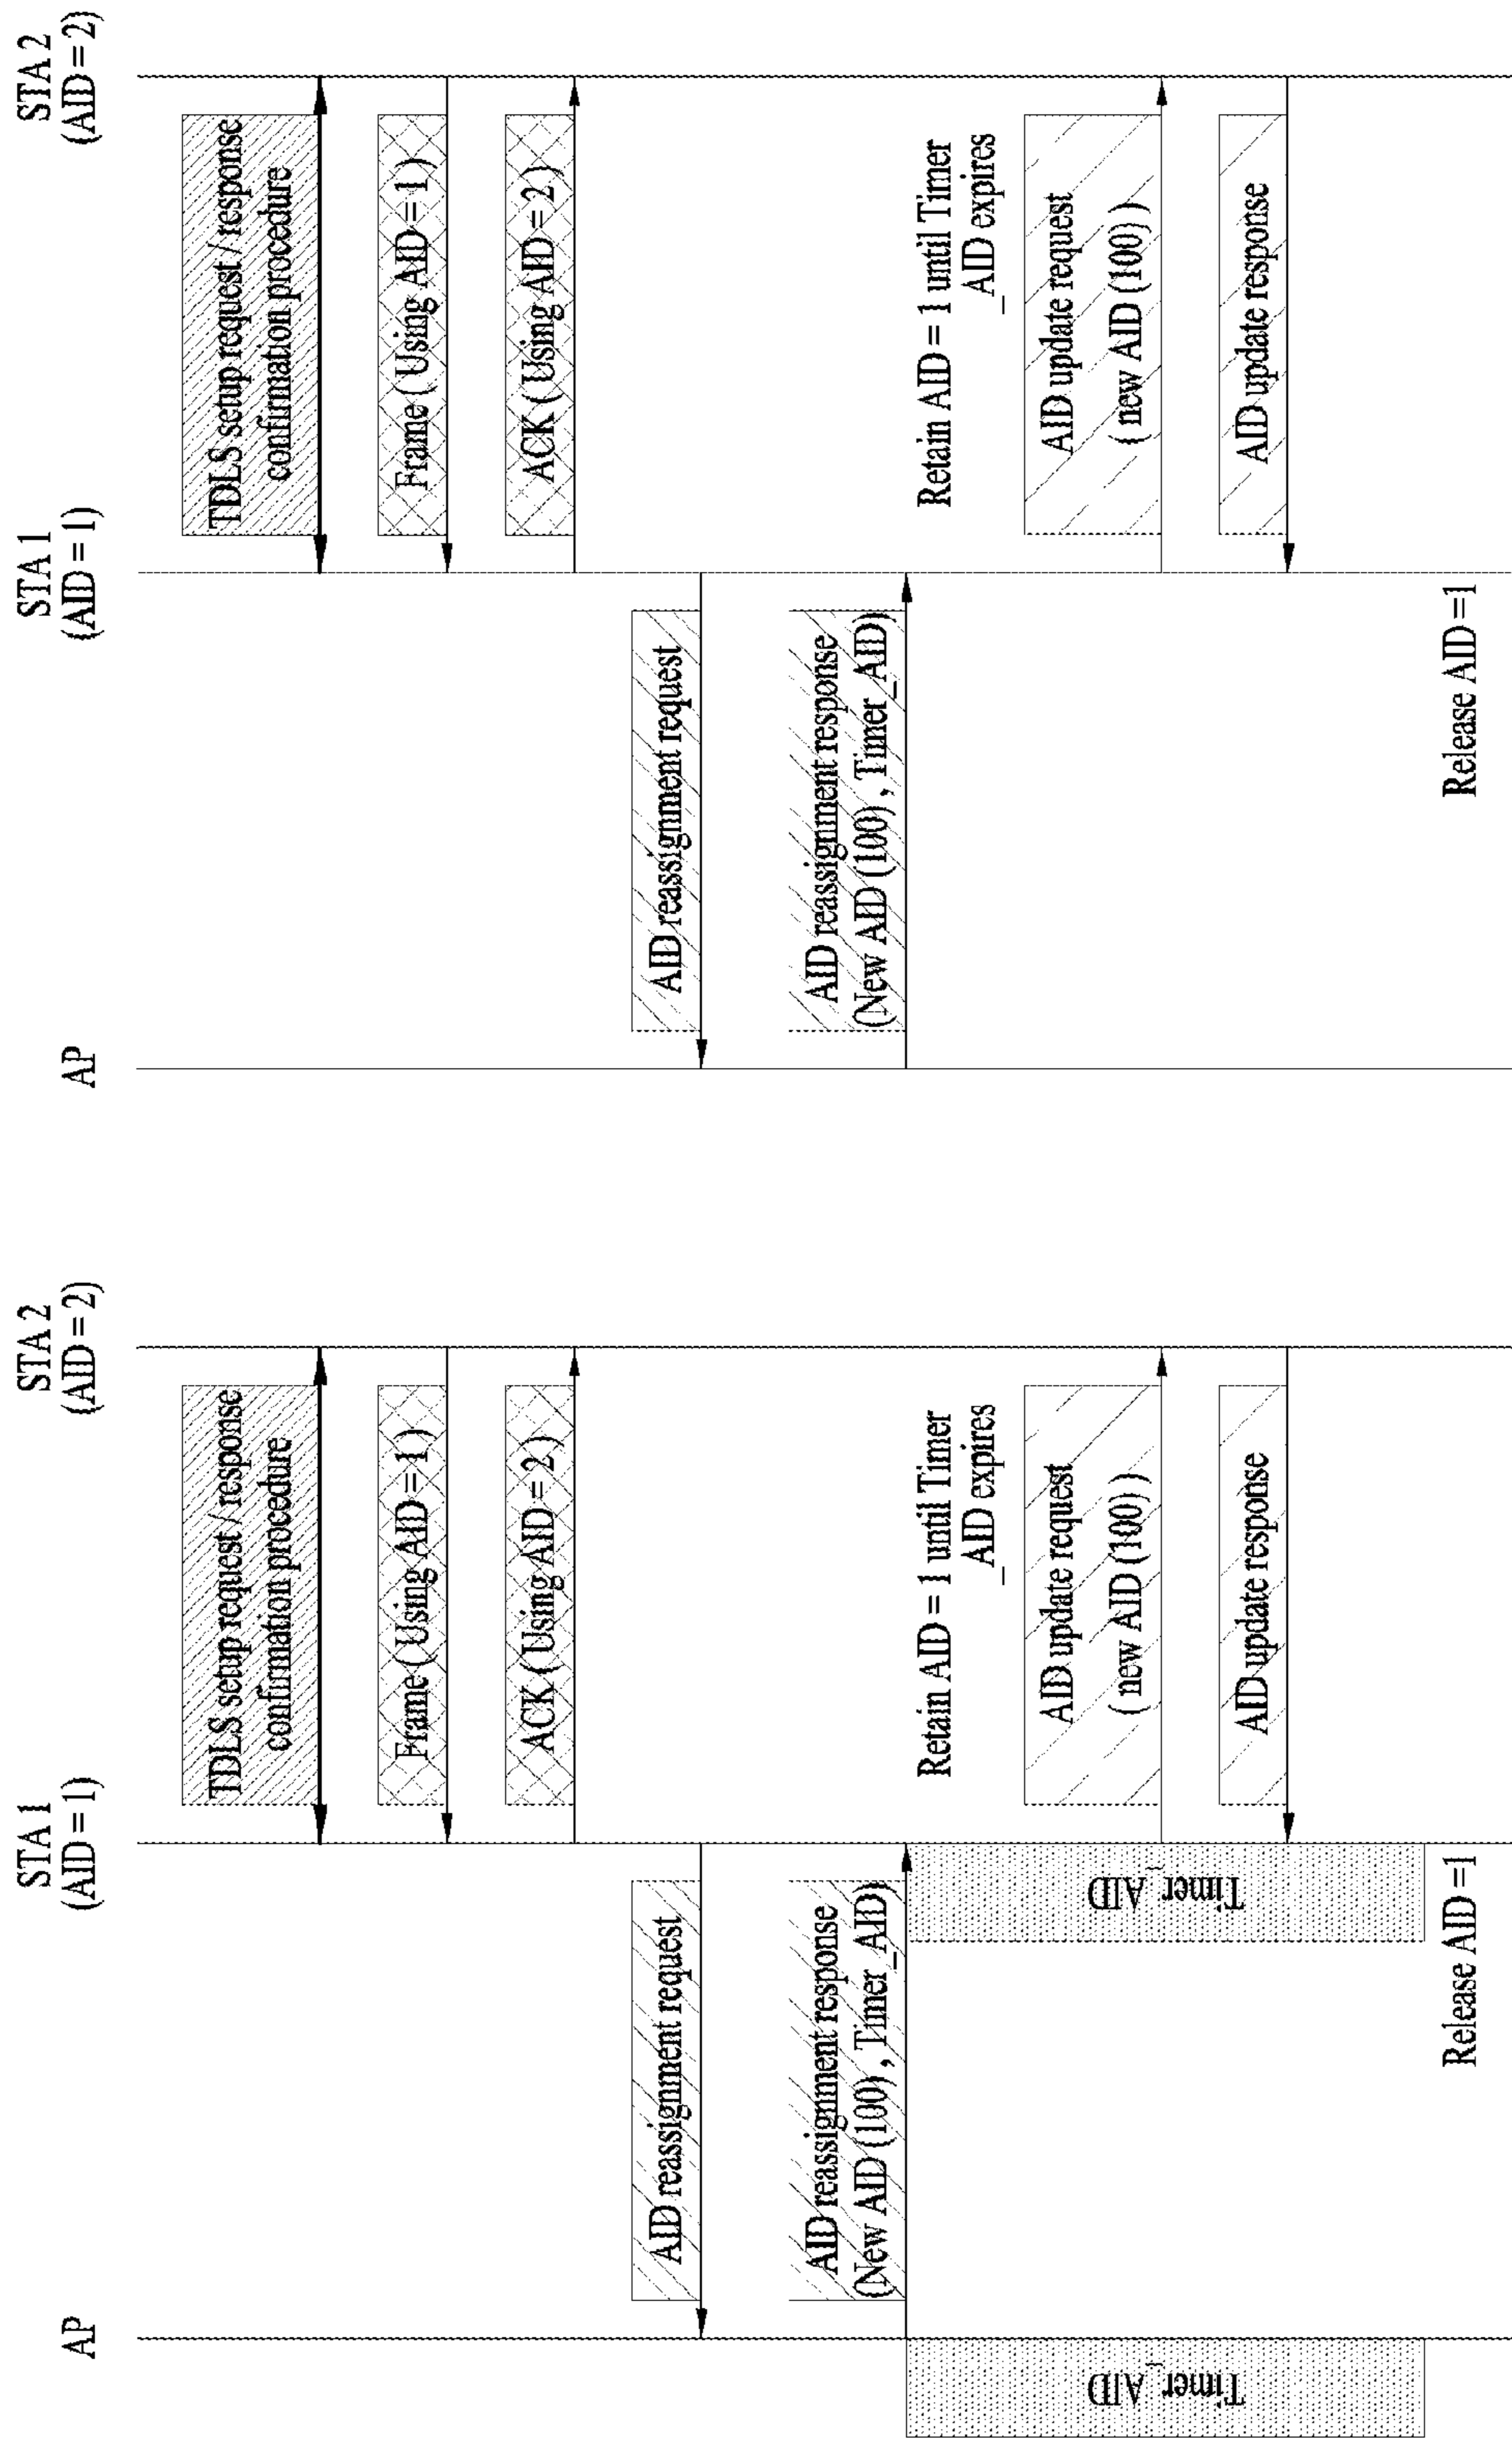 AP
STA 1
(AID = 1)
STA 2
(AID = 2)
TDLS setup request / response
confirmation procedure
Frame ( Using AID = 1 )
ACK ( Using AID = 2 )
AID reassignment request
AID reassignment response
(New AID (100) , Timer_AID)
Timer_AID
Timer_AID
Retain AID = 1 until Timer
_AID expires
AID update request
( new AID (100) )
AID update response
Release AID =1
AP
STA 1
(AID = 1)
STA 2
(AID = 2)
TDLS setup request / response
confirmation procedure
Frame ( Using AID = 1 )
ACK ( Using AID = 2 )
AID reassignment request
AID reassignment response
(New AID (100) , Timer_AID)
Retain AID = 1 until Timer
_AID expires
AID update request
( new AID (100) )
AID update response
Release AID =1